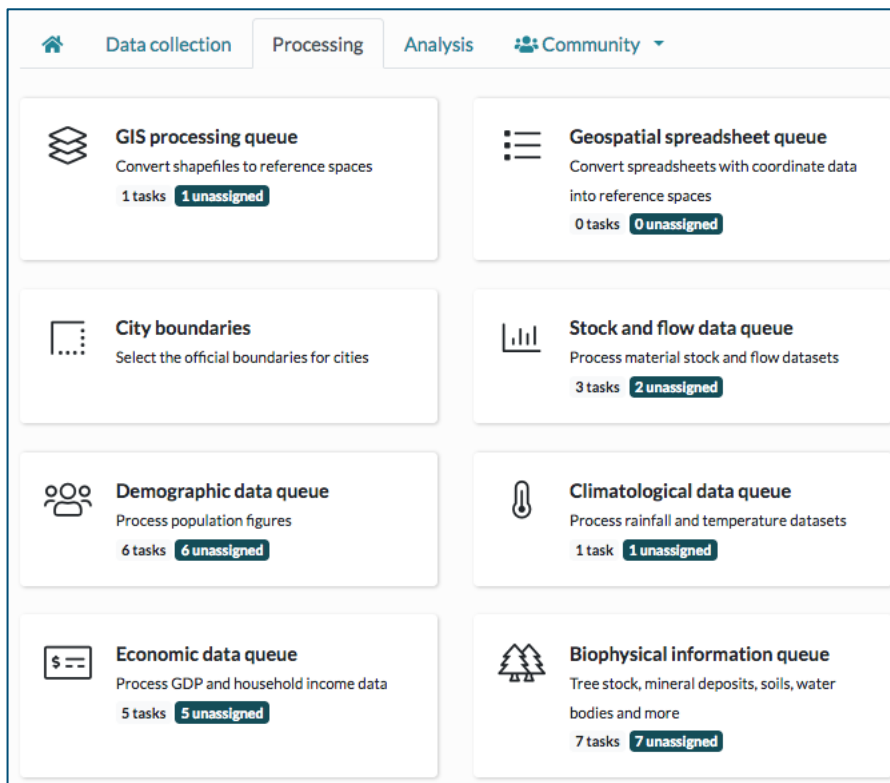 Data collection Processing Analysis Community
GIS processing queue
Convert shapefiles to reference spaces
1 tasks 1 unassigned
Geospatial spreadsheet queue
Convert spreadsheets with coordinate data
into reference spaces
0 tasks 0 unassigned
City boundaries
Select the official boundaries for cities
Stock and flow data queue
Process material stock and flow datasets
3 tasks 2 unassigned
Demographic data queue
Process population figures
6 tasks 6 unassigned
Climatological data queue
Process rainfall and temperature datasets
1 task 1 unassigned
Economic data queue
Process GDP and household income data
5 tasks 5 unassigned
Biophysical information queue
Tree stock, mineral deposits, soils, water
bodies and more
7 tasks 7 unassigned